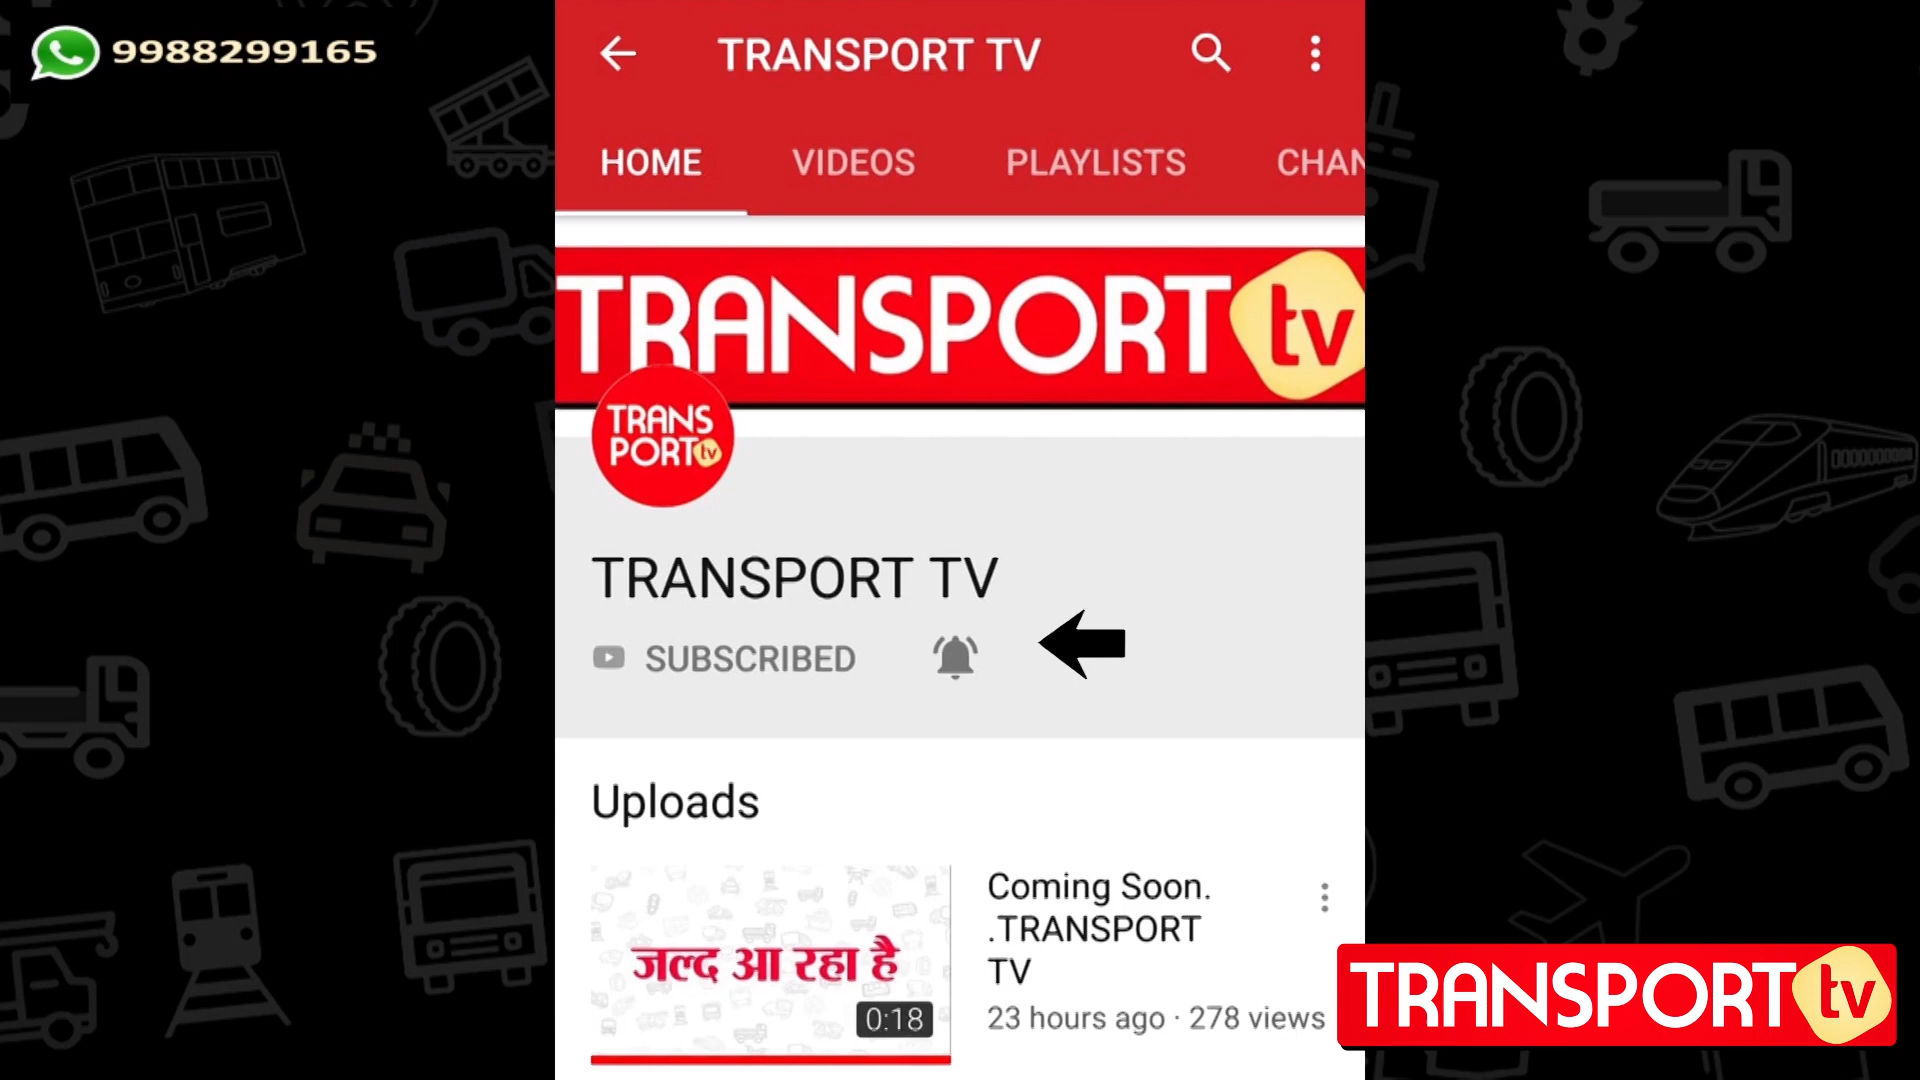 9988299165
TRANSPORT TV
HOME VIDEOS PLAYLISTS CHAN
TRANSPORT tv
TRANS
PORT tv
TRANSPORT TV
SUBSCRIBED
Uploads
जल्द आ रहा है
0:18
Coming Soon.
.TRANSPORT
TV
23 hours ago · 278 views
TRANSPORT tv